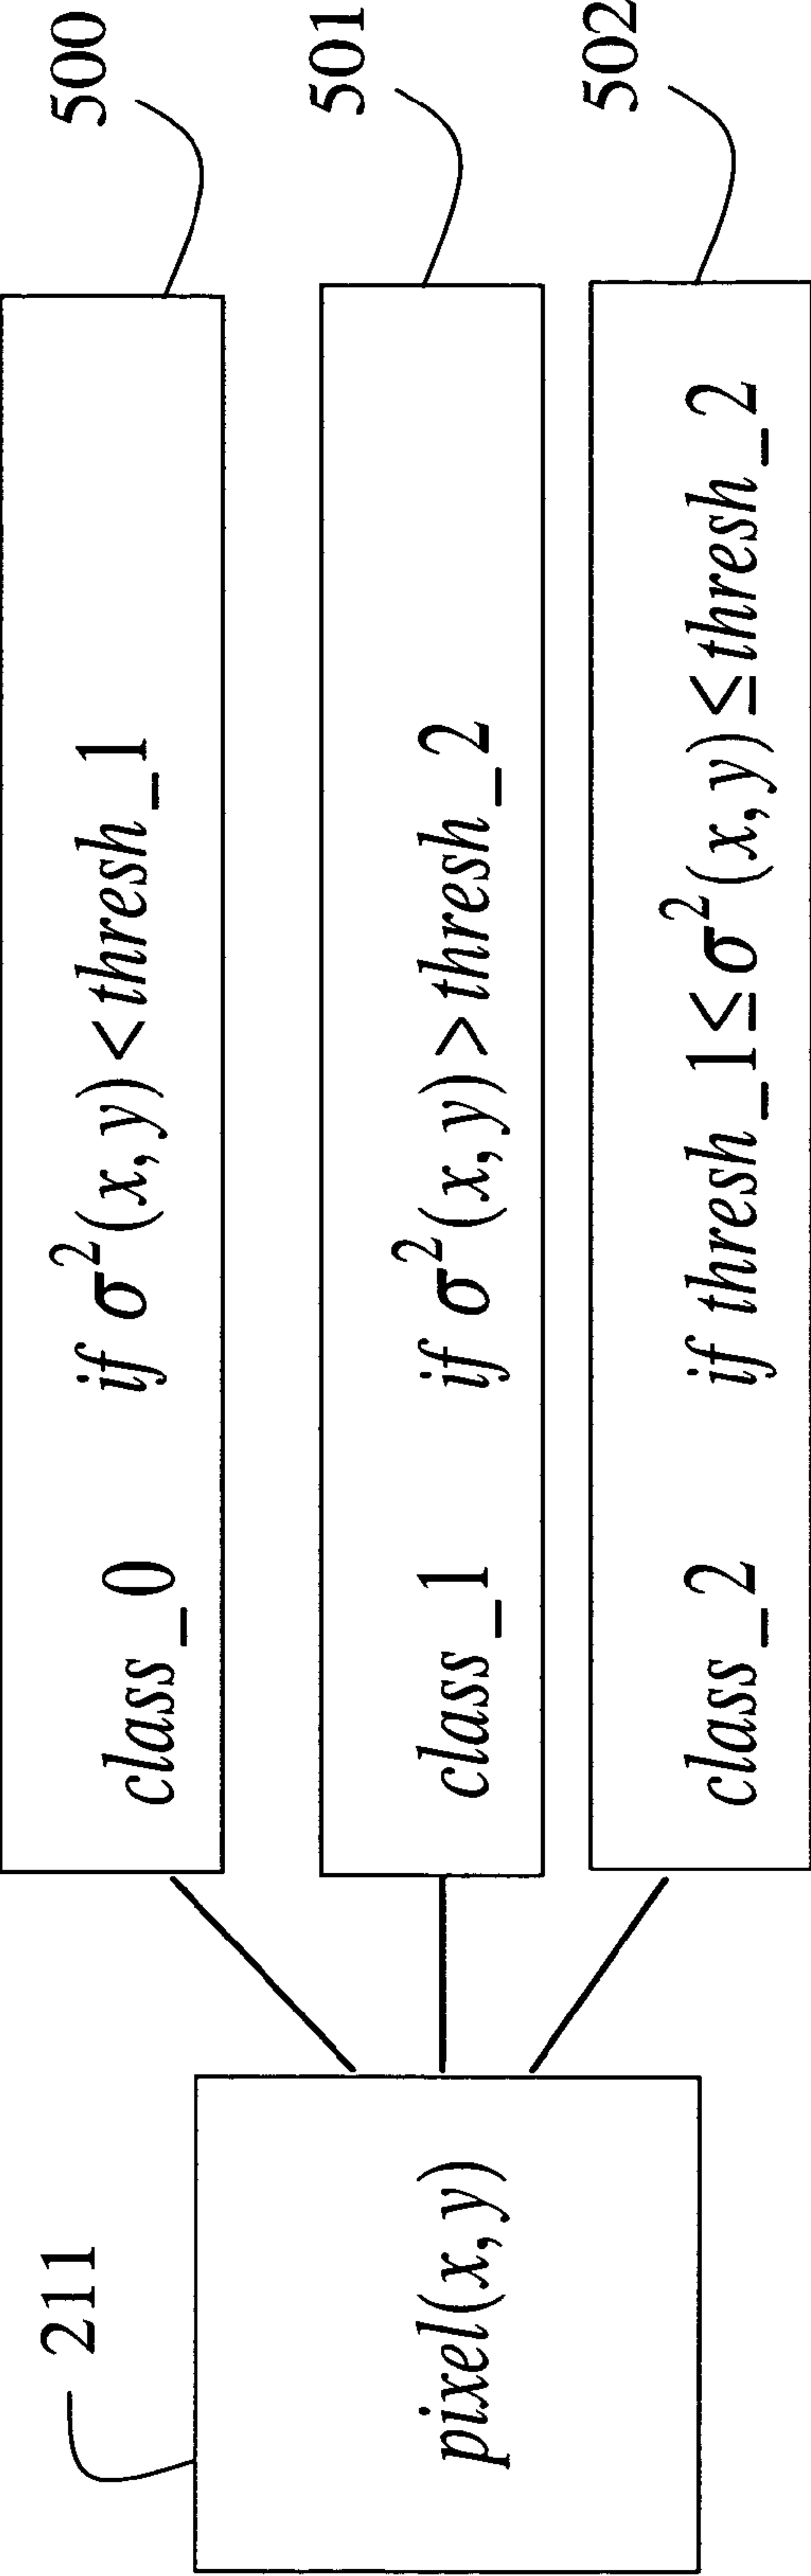 211
pixel(x, y)
class_0 if σ²(x, y) < thresh_1
500
class_1 if σ²(x, y) > thresh_2
501
class_2 if thresh_1 ≤ σ²(x, y) ≤ thresh_2
502